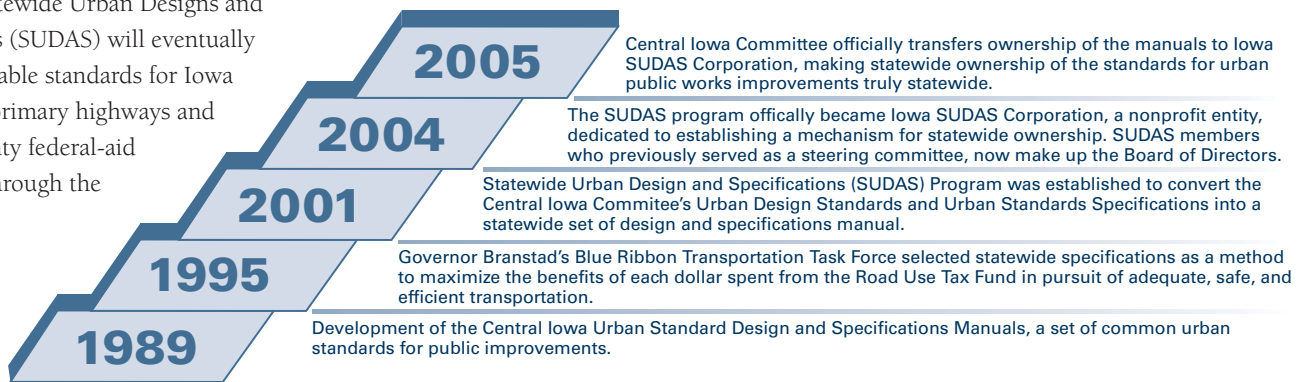 tewide Urban Designs and
s (SUDAS) will eventually
able standards for Iowa
rimary highways and
ty federal-aid
rough the
2005
Central Iowa Committee officially transfers ownership of the manuals to Iowa
SUDAS Corporation, making statewide ownership of the standards for urban
public works improvements truly statewide.
2004
The SUDAS program offically became Iowa SUDAS Corporation, a nonprofit entity,
dedicated to establishing a mechanism for statewide ownership. SUDAS members
who previously served as a steering committee, now make up the Board of Directors.
2001
Statewide Urban Design and Specifications (SUDAS) Program was established to convert the
Central Iowa Commitee’s Urban Design Standards and Urban Standards Specifications into a
statewide set of design and specifications manual.
1995
Governor Branstad’s Blue Ribbon Transportation Task Force selected statewide specifications as a method
to maximize the benefits of each dollar spent from the Road Use Tax Fund in pursuit of adequate, safe, and
efficient transportation.
1989
Development of the Central Iowa Urban Standard Design and Specifications Manuals, a set of common urban
standards for public improvements.